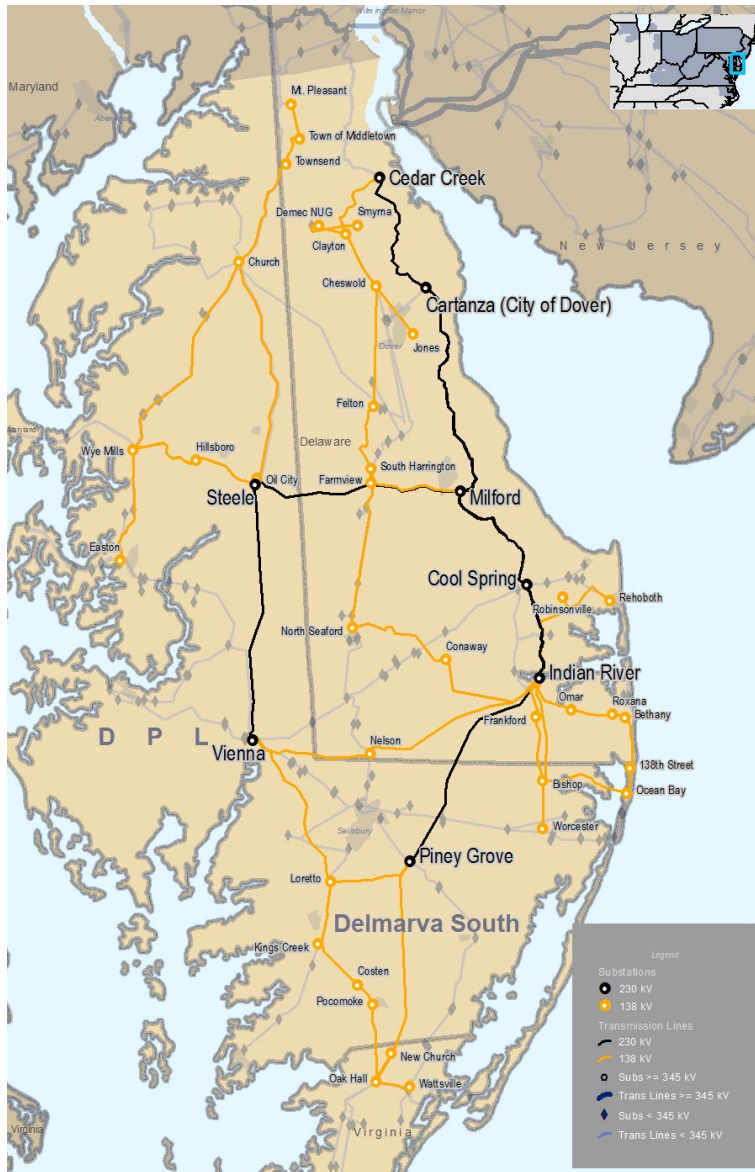 Wilmington Manor
Maryland
Mt. Pleasant
Town of Middletown
Townsend
Cedar Creek
Demec NUG
Smyrna
Clayton
New Jersey
Church
Cheswold
Cartanza (City of Dover)
Dover
Jones
Felton
Maryland
Delaware
Wye Mills
Hillsboro
South Harrington
Oil City
Farmview
Steele
Milford
Easton
Cool Spring
Robinsonville
Rehoboth
North Seaford
Conaway
Indian River
Omar
Roxana
Frankford
Bethany
DPL
Vienna
Nelson
138th Street
Bishop
Ocean Bay
Salisbury
Worcester
Piney Grove
Loretto
Delmarva South
Kings Creek
Costen
Pocomoke
New Church
Oak Hall
Wattsville
Virginia
Virginia
Legend
Substations
230 kV
138 kV
Transmission Lines
230 kV
138 kV
Subs >= 345 kV
Trans Lines >= 345 kV
Subs < 345 kV
Trans Lines < 345 kV